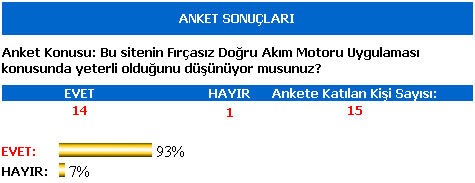 ANKET SONUÇLARI
Anket Konusu: Bu sitenin Fırçasız Doğru Akım Motoru Uygulaması
konusunda yeterli olduğunu düşünüyor musunuz?
EVET HAYIR Ankete Katılan Kişi Sayısı:
14 1 15
EVET: 93%
HAYIR: 7%